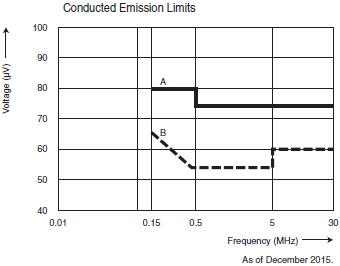 Conducted Emission Limits
Voltage (µV)
100
90
80
70
60
50
40
A
B
0.01
0.15
0.5
5
30
Frequency (MHz)
As of December 2015.